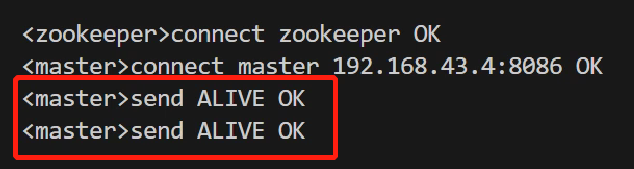 <zookeeper>connect zookeeper OK
<master>connect master 192.168.43.4:8086 OK
<master>send ALIVE OK
<master>send ALIVE OK